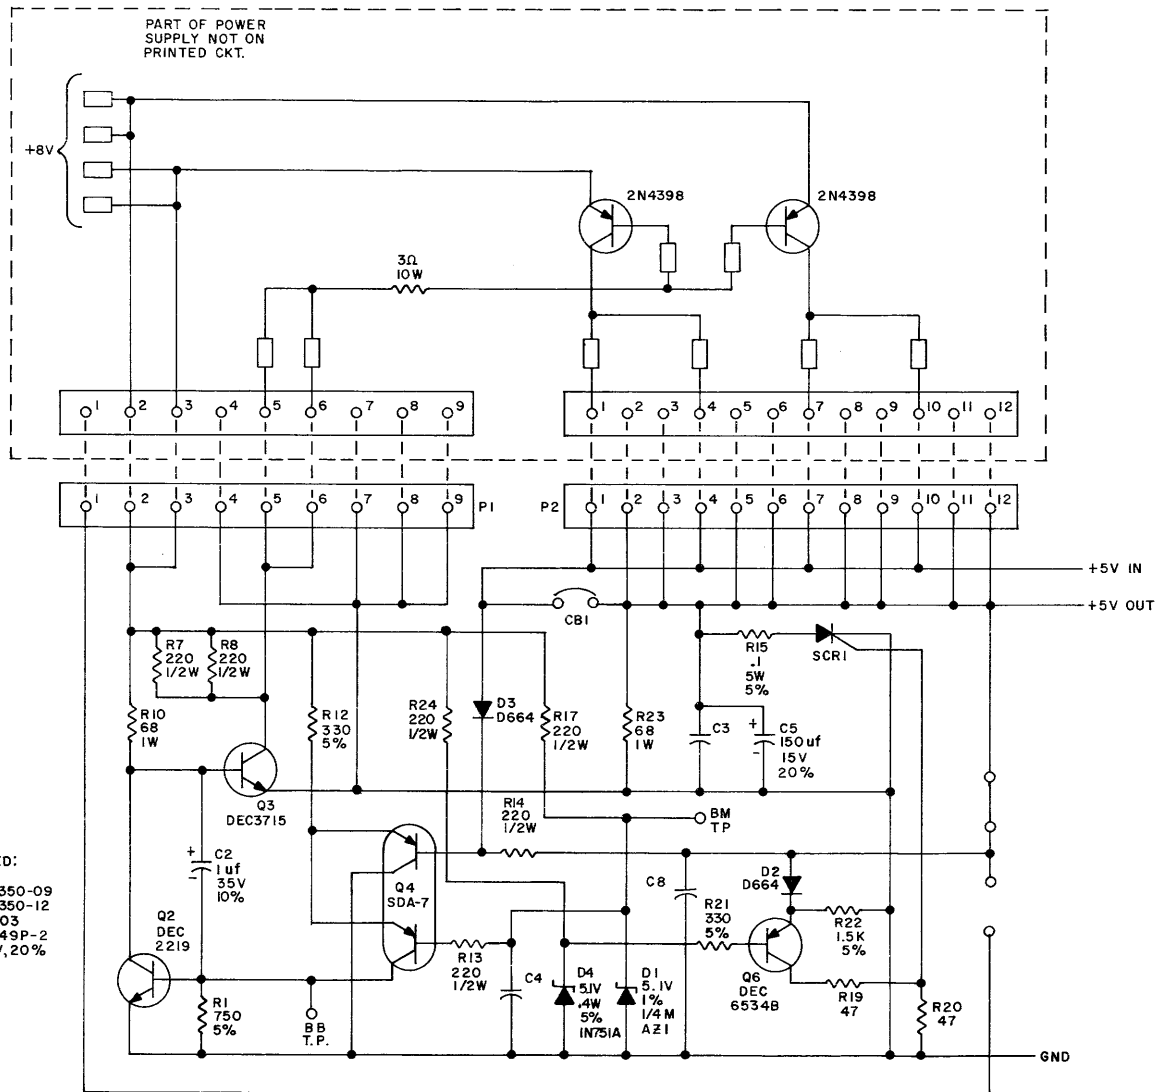 PART OF POWER
SUPPLY NOT ON
PRINTED CKT.
+8V
2N4398
2N4398
3Ω
10W
1 2 3 4 5 6 7 8 9
1 2 3 4 5 6 7 8 9 10 11 12
1 2 3 4 5 6 7 8 9
P1
P2
1 2 3 4 5 6 7 8 9 10 11 12
+5V IN
+5V OUT
CB1
R7
220
1/2W
R8
220
1/2W
R15
.1
5W
5%
SCR1
R10
68
1W
R12
330
5%
R24
220
1/2W
D3
D664
R17
220
1/2W
R23
68
1W
C3
+
-
C5
150uf
15V
20%
Q3
DEC3715
R14
220
1/2W
BM
TP
+
-
C2
1uf
35V
10%
Q4
SDA-7
D2
D664
ED:
350-09
350-12
03
49P-2
V,20%
Q2
DEC
2219
C8
R21
330
5%
R22
1.5K
5%
R13
220
1/2W
C4
D4
5.1V
.4W
5%
1N751A
D1
5.1V
1%
1/4M
AZ1
Q6
DEC
6534B
R19
47
R20
47
R1
750
5%
BB
T.P.
GND